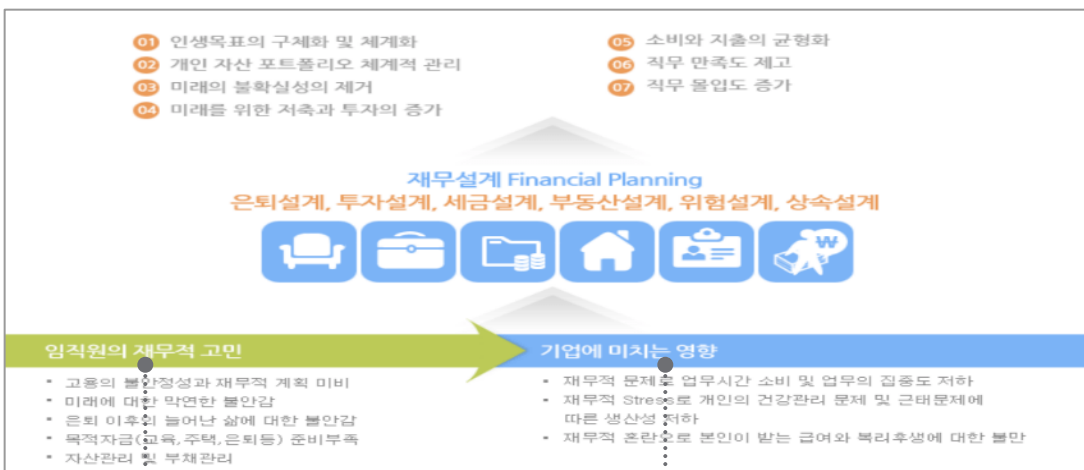 01 인생목표의 구체화 및 체계화
02 개인 자산 포트폴리오 체계적 관리
03 미래의 불확실성의 제거
04 미래를 위한 저축과 투자의 증가
05 소비와 지출의 균형화
06 직무 만족도 제고
07 직무 몰입도 증가
재무설계 Financial Planning
은퇴설계, 투자설계, 세금설계, 부동산설계, 위험설계, 상속설계
₩
임직원의 재무적 고민
• 고용의 불안정성과 재무적 계획 미비
• 미래에 대한 막연한 불안감
• 은퇴 이후의 늘어난 삶에 대한 불안감
• 목적자금(교육,주택,은퇴등) 준비부족
• 자산관리 및 부채관리
기업에 미치는 영향
• 재무적 문제로 업무시간 소비 및 업무의 집중도 저하
• 재무적 Stress로 개인의 건강관리 문제 및 근태문제에
따른 생산성 저하
• 재무적 혼란으로 본인이 받는 급여와 복리후생에 대한 불만